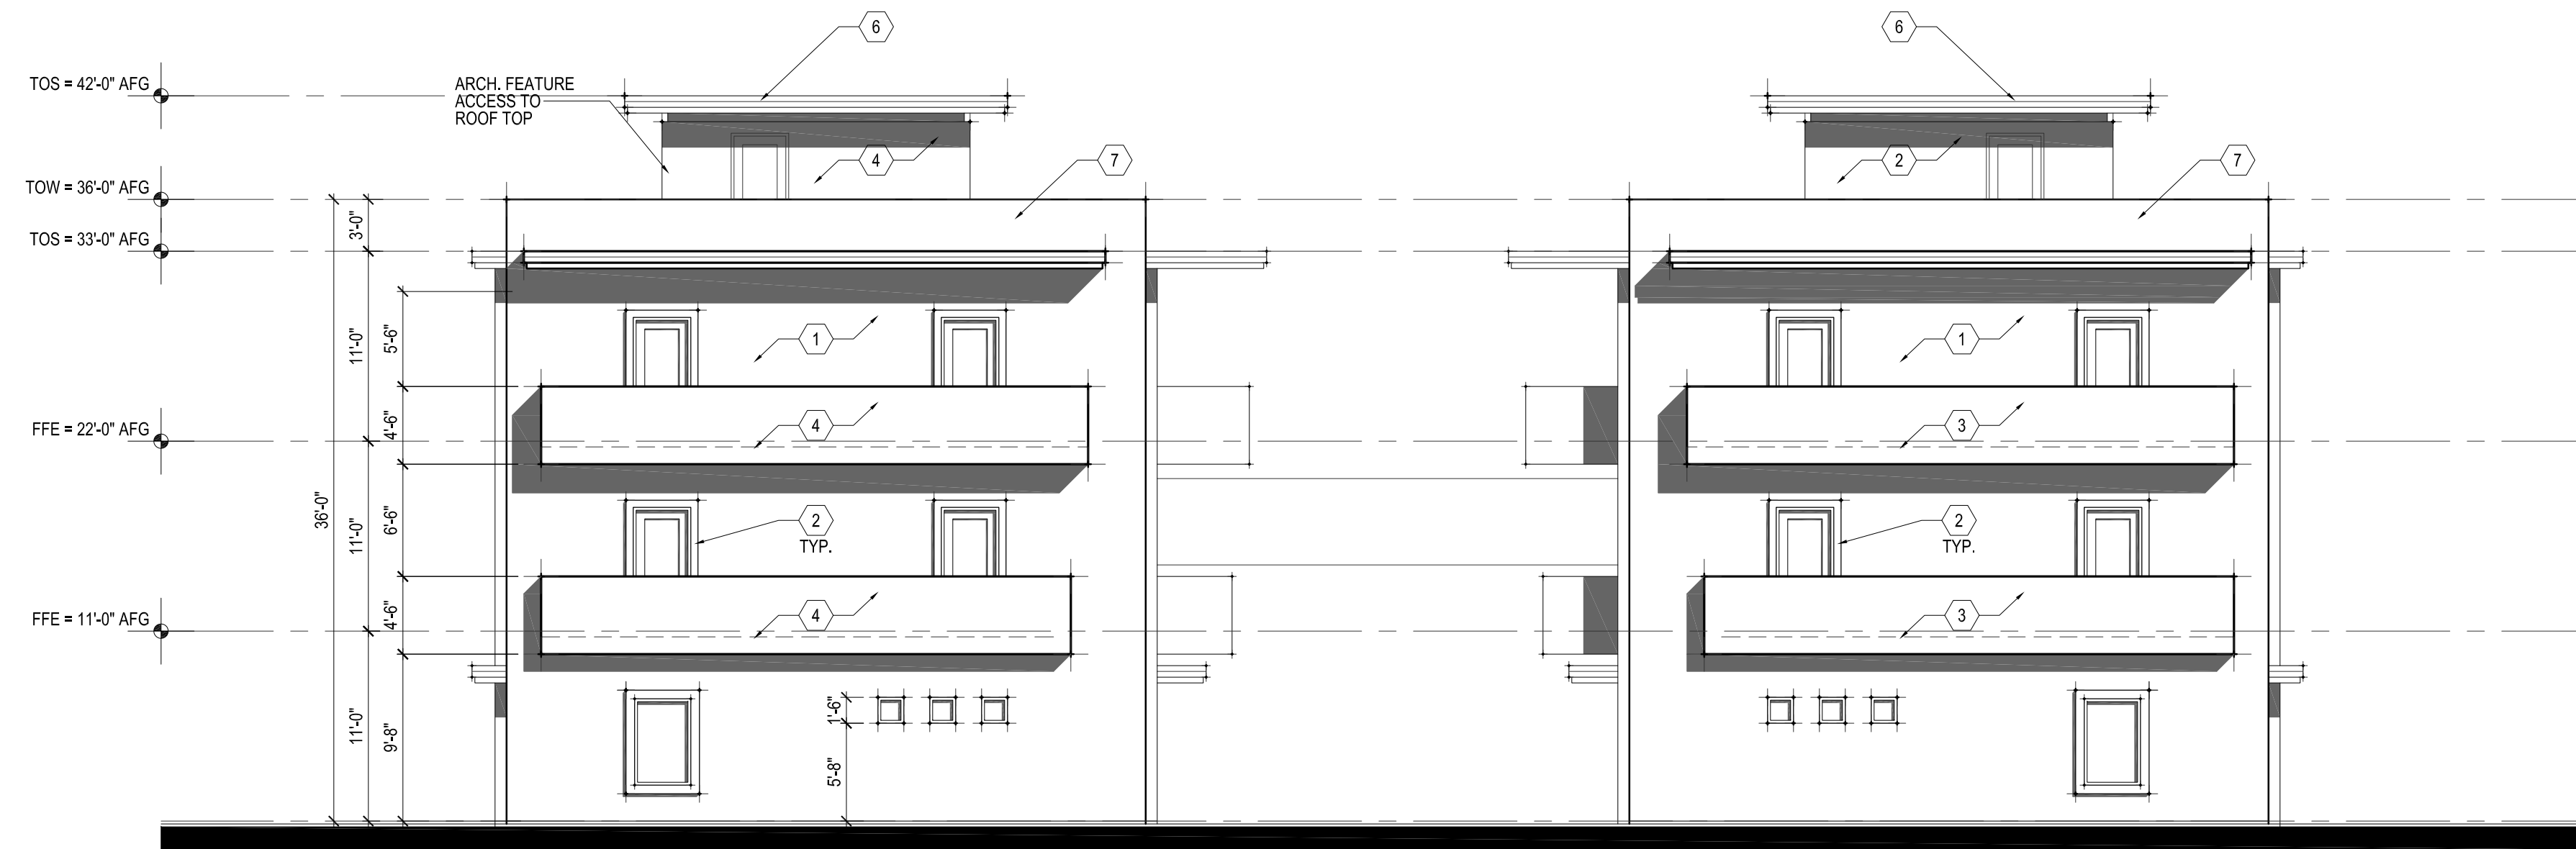 6
6
TOS = 42'-0" AFG
ARCH. FEATURE
ACCESS TO
ROOF TOP
4
7
2
7
TOW = 36'-0" AFG
3'-0"
TOS = 33'-0" AFG
11'-0"
5'-6"
1
1
4'-6"
4
3
FFE = 22'-0" AFG
36'-0"
11'-0"
6'-6"
2
TYP.
2
TYP.
4'-6"
4
3
FFE = 11'-0" AFG
11'-0"
9'-8"
1'-6"
5'-8"